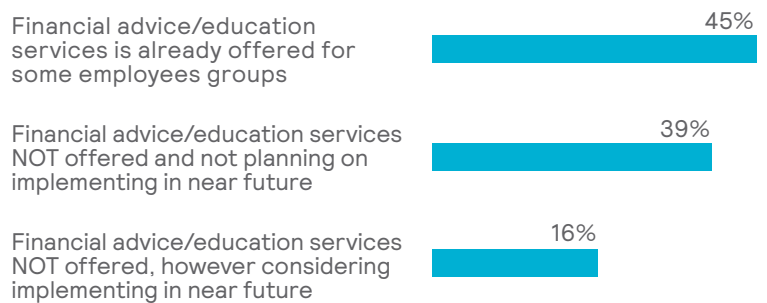 Financial advice/education
services is already offered for
some employees groups
45%
Financial advice/education services
NOT offered and not planning on
implementing in near future
39%
Financial advice/education services
NOT offered, however considering
implementing in near future
16%